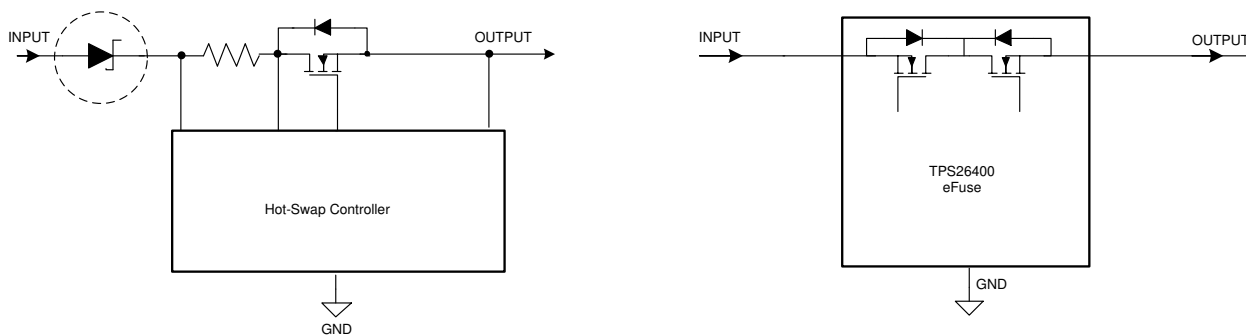 INPUT
OUTPUT
Hot-Swap Controller
GND
INPUT
OUTPUT
TPS26400
eFuse
GND